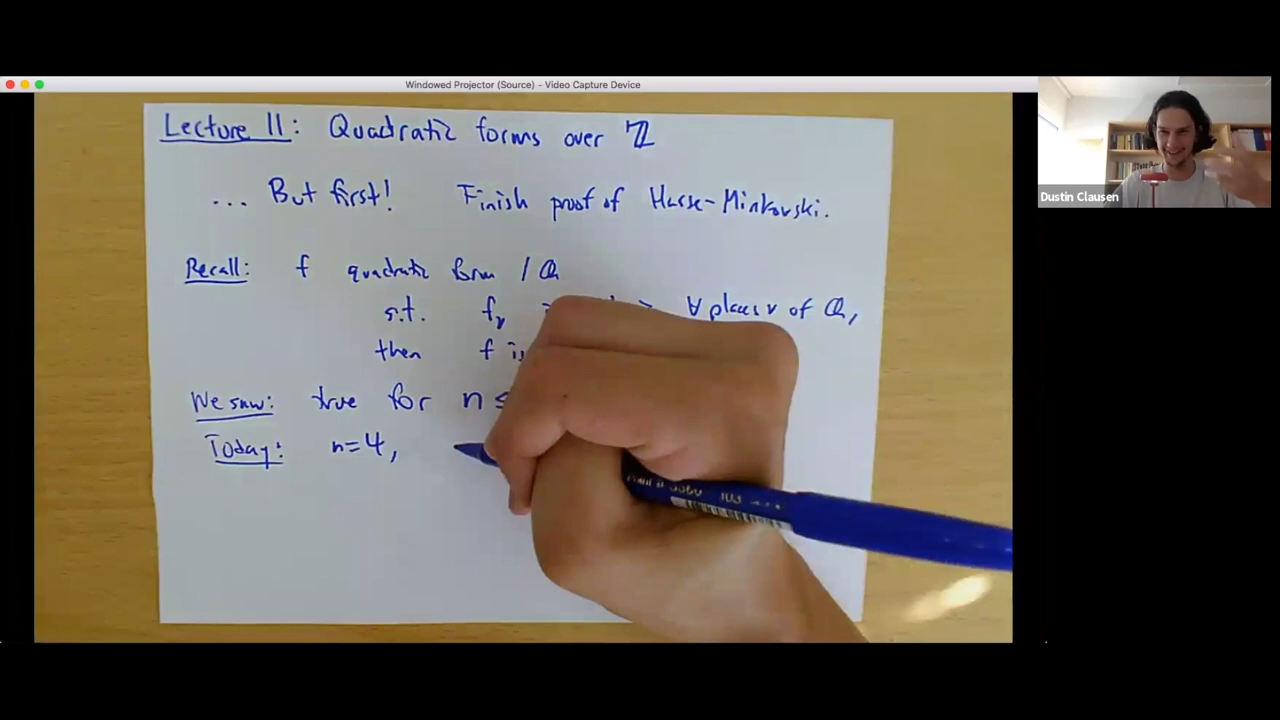 Windowed Projector (Source) - Video Capture Device
Lecture 11: Quadratic forms over ℤ
... But first! Finish proof of Hasse-Minkowski.
Recall: f quadratic form / ℚ
s.t. f_v ∀ places v of ℚ,
then f is
We saw: true for n ≤
Today: n=4,
Dustin Clausen